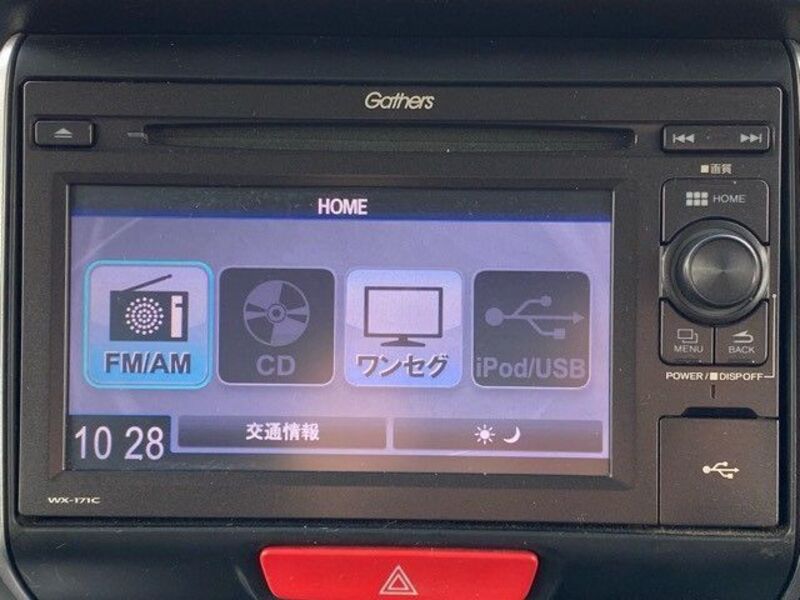 Gathers
■画質
HOME
HOME
FM/AM
CD
ワンセグ
iPod/USB
MENU
BACK
POWER/■DISP OFF
10 28
交通情報
WX-171C